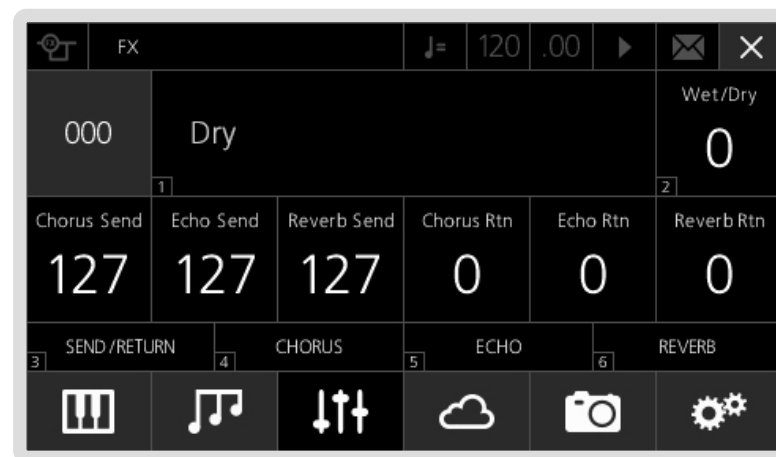 FX FX ♩= 120 .00
Wet/Dry
000 Dry 0
1 2
Chorus Send Echo Send Reverb Send Chorus Rtn Echo Rtn Reverb Rtn
127 127 127 0 0 0
3 SEND/RETURN 4 CHORUS 5 ECHO 6 REVERB